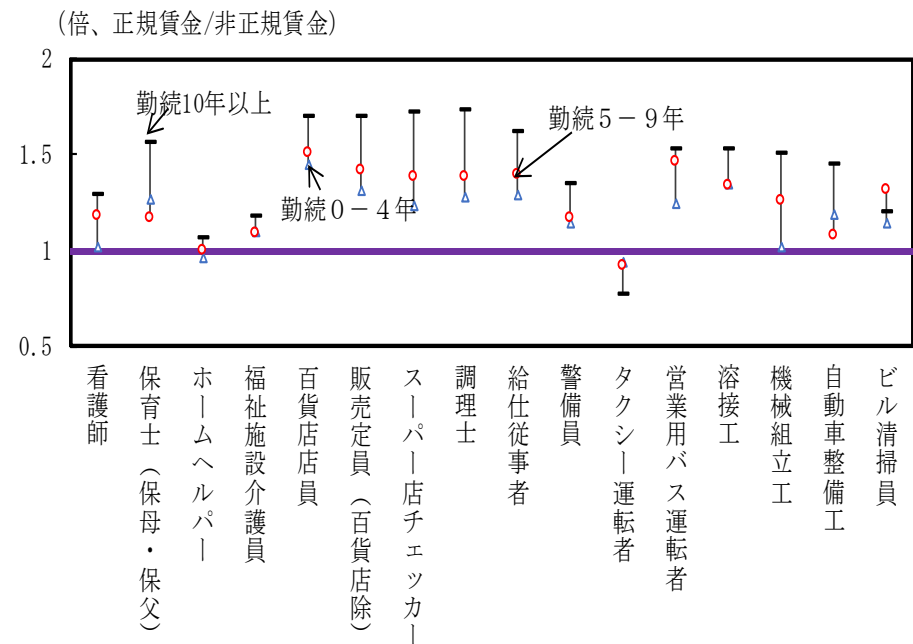 (倍、正規賃金/非正規賃金)
2
勤続10年以上
勤続5－9年
1.5
勤続0－4年
1
0.5
看護師
保育士(保母・保父)
ホームヘルパー
福祉施設介護員
百貨店店員
販売定員(百貨店除)
スーパー店チェッカー
調理士
給仕従事者
警備員
タクシー運転者
営業用バス運転者
溶接工
機械組立工
自動車整備工
ビル清掃員